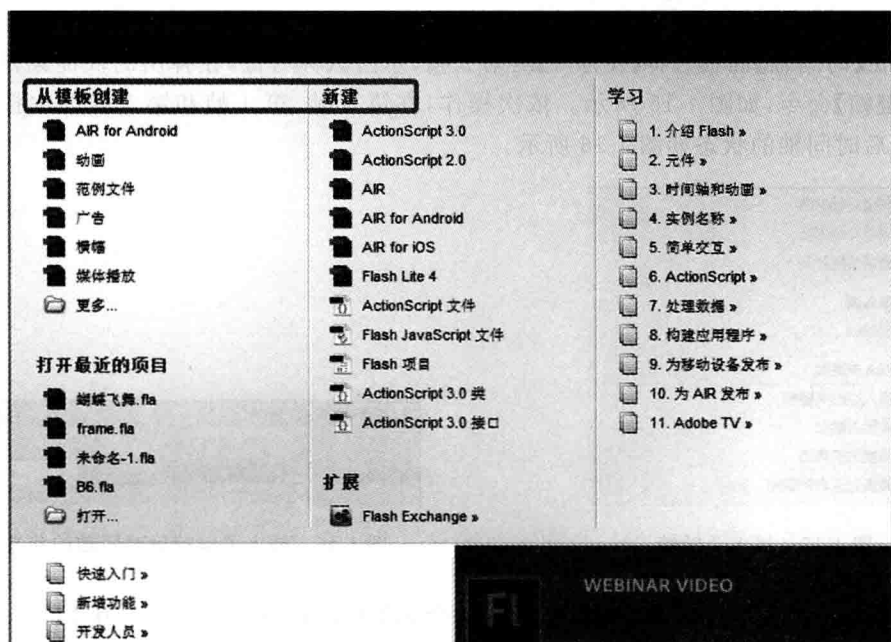 从模板创建
AIR for Android
动画
范例文件
广告
横幅
媒体播放
更多...
打开最近的项目
蝴蝶飞舞.fla
frame.fla
未命名-1.fla
B6.fla
打开...
新建
ActionScript 3.0
ActionScript 2.0
AIR
AIR for Android
AIR for iOS
Flash Lite 4
ActionScript 文件
Flash JavaScript 文件
Flash 项目
ActionScript 3.0 类
ActionScript 3.0 接口
扩展
Flash Exchange »
学习
1. 介绍 Flash »
2. 元件 »
3. 时间轴和动画 »
4. 实例名称 »
5. 简单交互 »
6. ActionScript »
7. 处理数据 »
8. 构建应用程序 »
9. 为移动设备发布 »
10. 为 AIR 发布 »
11. Adobe TV »
快速入门 »
新增功能 »
开发人员 »
Fl
WEBINAR VIDEO